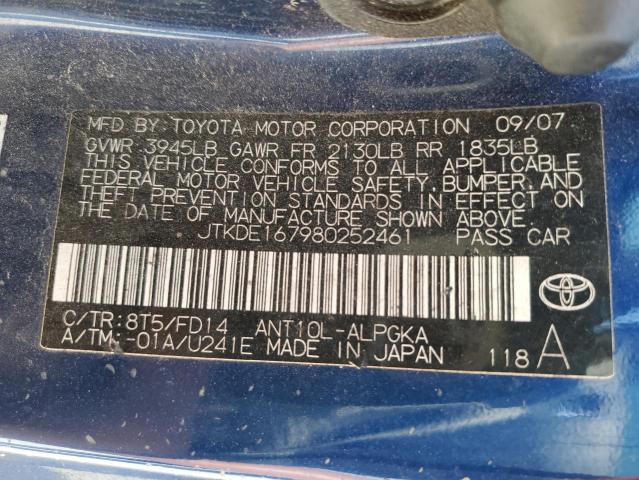 MFD.BY:TOYOTA MOTOR CORPORATION 09/07
GVWR 3945LB GAWR FR 2130LB RR 1835LB
THIS VEHICLE CONFORMS TO ALL APPLICABLE
FEDERAL MOTOR VEHICLE SAFETY,BUMPER,AND
THEFT PREVENTION STANDARDS IN EFFECT ON
THE DATE OF MANUFACTURE SHOWN ABOVE.
JTKDE167980252461 PASS CAR
C/TR:8T5/FD14 ANT10L-ALPGKA
A/TM:-01A/U241E MADE IN JAPAN 118 A